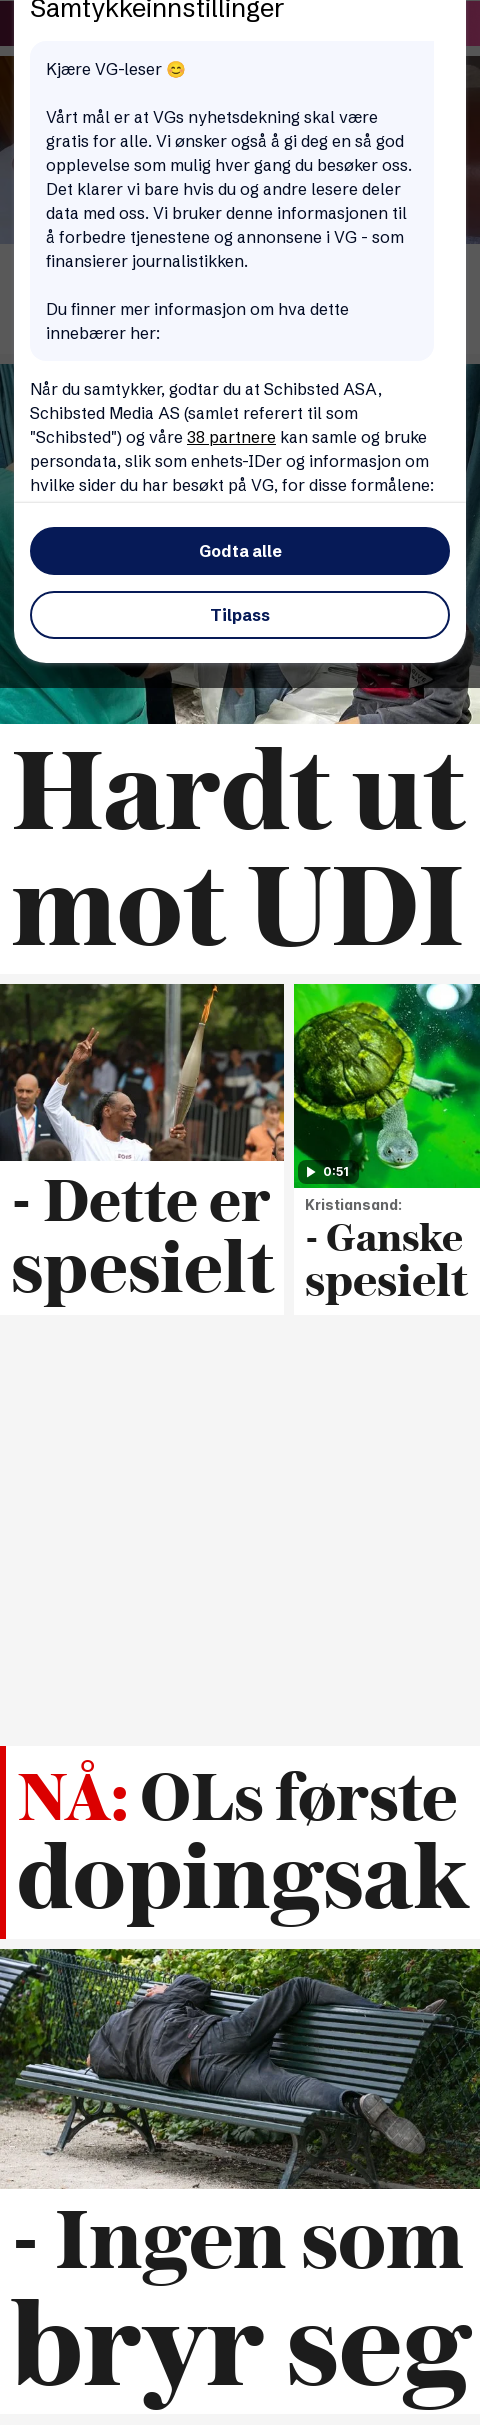 Samtykkeinnstillinger
Kjære VG-leser 😊
Vårt mål er at VGs nyhetsdekning skal være
gratis for alle. Vi ønsker også å gi deg en så god
opplevelse som mulig hver gang du besøker oss.
Det klarer vi bare hvis du og andre lesere deler
data med oss. Vi bruker denne informasjonen til
å forbedre tjenestene og annonsene i VG - som
finansierer journalistikken.
Du finner mer informasjon om hva dette
innebærer her:
Når du samtykker, godtar du at Schibsted ASA,
Schibsted Media AS (samlet referert til som
"Schibsted") og våre 38 partnere kan samle og bruke
persondata, slik som enhets-IDer og informasjon om
hvilke sider du har besøkt på VG, for disse formålene:
Godta alle
Tilpass
Hardt ut
mot UDI
- Dette er
spesielt
0:51
Kristiansand:
- Ganske
spesielt
NÅ: OLs første
dopingsak
- Ingen som
bryr seg